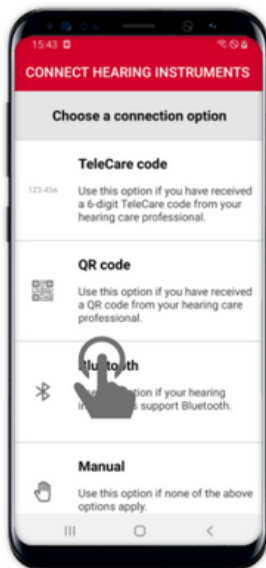 15:43
CONNECT HEARING INSTRUMENTS
Choose a connection option
TeleCare code
123-456
Use this option if you have received
a 6-digit TeleCare code from your
hearing care professional.
QR code
Use this option if you have received
a QR code from your hearing care
professional.
option if your hearing
support Bluetooth.
Manual
Use this option if none of the above
options apply.